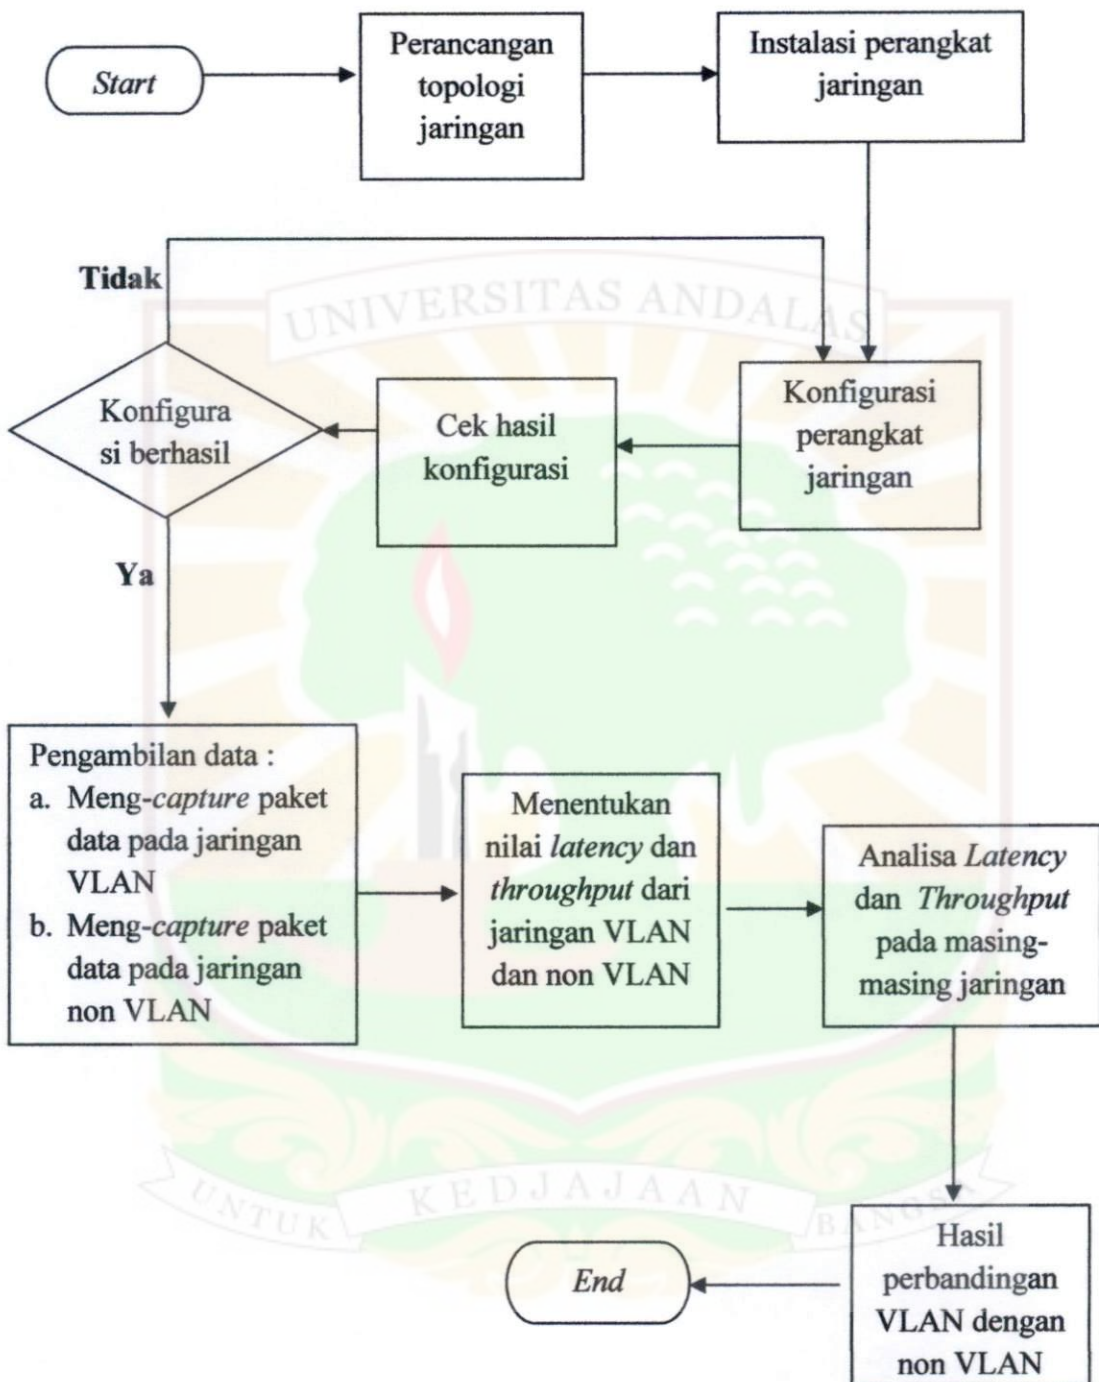 Start
Perancangan
topologi
jaringan
Instalasi perangkat
jaringan
Tidak
UNIVERSITAS ANDALAS
Konfigura
si berhasil
Cek hasil
konfigurasi
Konfigurasi
perangkat
jaringan
Ya
Pengambilan data :
a. Meng-capture paket
data pada jaringan
VLAN
b. Meng-capture paket
data pada jaringan
non VLAN
Menentukan
nilai latency dan
throughput dari
jaringan VLAN
dan non VLAN
Analisa Latency
dan Throughput
pada masing-
masing jaringan
UNTUK KEDJAJAAN BANGSA
Hasil
perbandingan
VLAN dengan
non VLAN
End